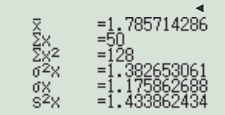 x̄ =1.785714286
Σx =50
Σx² =128
σ²x =1.382653061
σx =1.175862688
s²x =1.433862434